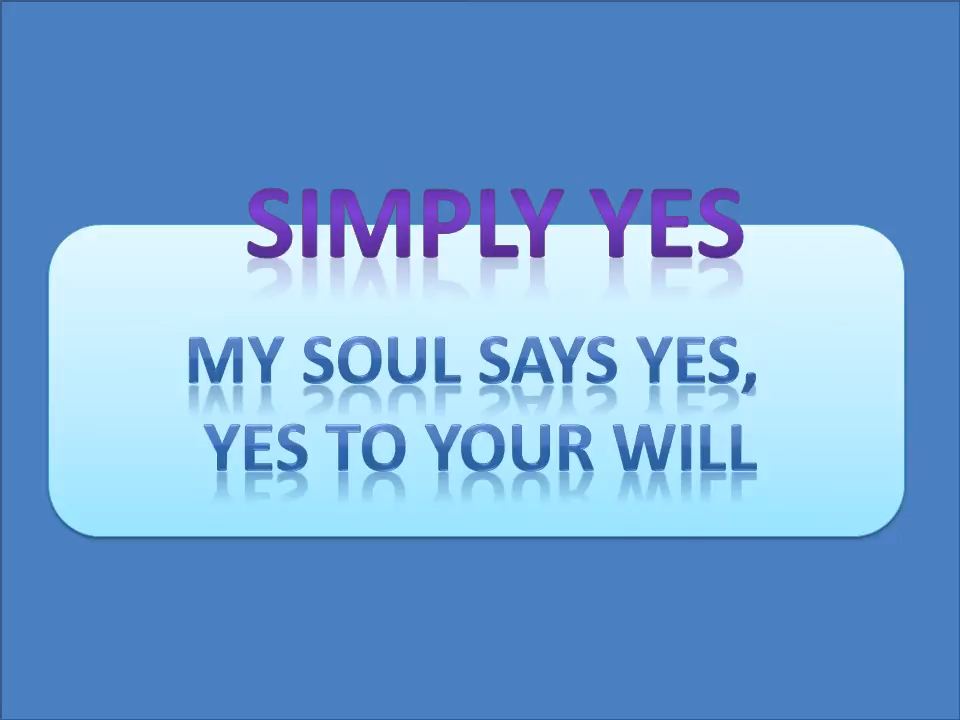 SIMPLY YES
MY SOUL SAYS YES,
YES TO YOUR WILL